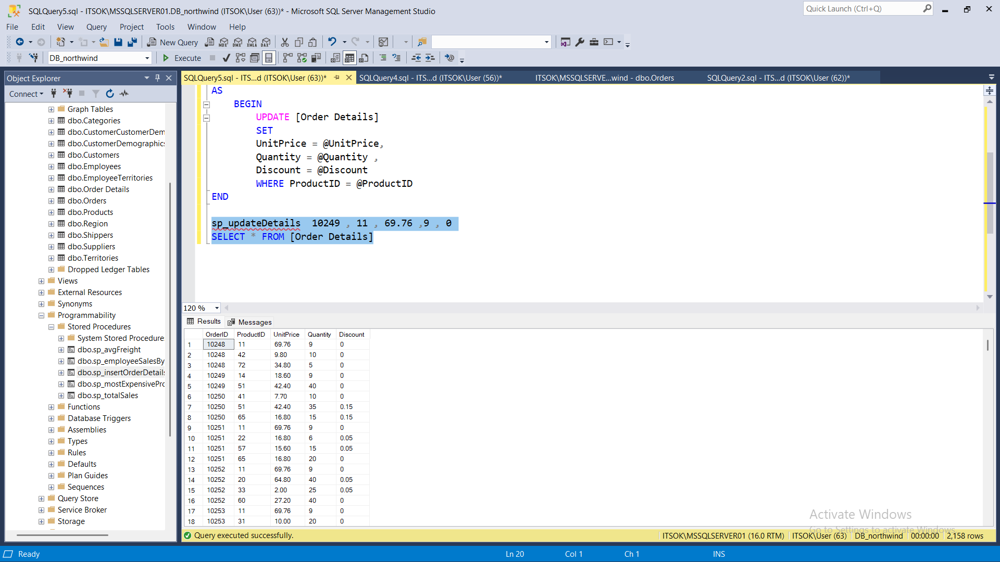 SQLQuery5.sql - ITSOK\MSSQLSERVER01.DB_northwind (ITSOK\User (63))* - Microsoft SQL Server Management Studio
Quick Launch (Ctrl+Q)
File Edit View Query Project Tools Window Help
New Query MDX DMX XMLA DAX
DB_northwind Execute
Object Explorer
SQLQuery5.sql - ITS...d (ITSOK\User (63))* SQLQuery4.sql - ITS...d (ITSOK\User (56))* ITSOK\MSSQLSERVE...wind - dbo.Orders SQLQuery2.sql - ITS...d (ITSOK\User (62))*
Connect
Graph Tables
dbo.Categories
dbo.CustomerCustomerDem
dbo.CustomerDemographics
dbo.Customers
dbo.Employees
dbo.EmployeeTerritories
dbo.Order Details
dbo.Orders
dbo.Products
dbo.Region
dbo.Shippers
dbo.Suppliers
dbo.Territories
Dropped Ledger Tables
Views
External Resources
Synonyms
Programmability
Stored Procedures
System Stored Procedure
dbo.sp_avgFreight
dbo.sp_employeeSalesBy
dbo.sp_insertOrderDetails
dbo.sp_mostExpensivePro
dbo.sp_totalSales
Functions
Database Triggers
Assemblies
Types
Rules
Defaults
Plan Guides
Sequences
Query Store
Service Broker
Storage
AS
BEGIN
UPDATE [Order Details]
SET
UnitPrice = @UnitPrice,
Quantity = @Quantity ,
Discount = @Discount
WHERE ProductID = @ProductID
END
sp_updateDetails 10249 , 11 , 69.76 ,9 , 0
SELECT * FROM [Order Details]
120 %
Results Messages
OrderID ProductID UnitPrice Quantity Discount
1 10248 11 69.76 9 0
2 10248 42 9.80 10 0
3 10248 72 34.80 5 0
4 10249 14 18.60 9 0
5 10249 51 42.40 40 0
6 10250 41 7.70 10 0
7 10250 51 42.40 35 0.15
8 10250 65 16.80 15 0.15
9 10251 11 69.76 9 0
10 10251 22 16.80 6 0.05
11 10251 57 15.60 15 0.05
12 10251 65 16.80 20 0
13 10252 11 69.76 9 0
14 10252 20 64.80 40 0.05
15 10252 33 2.00 25 0.05
16 10252 60 27.20 40 0
17 10253 11 69.76 9 0
18 10253 31 10.00 20 0
Activate Windows
Go to Settings to activate Windows.
Query executed successfully. ITSOK\MSSQLSERVER01 (16.0 RTM) ITSOK\User (63) DB_northwind 00:00:00 2,158 rows
Ready Ln 20 Col 1 Ch 1 INS